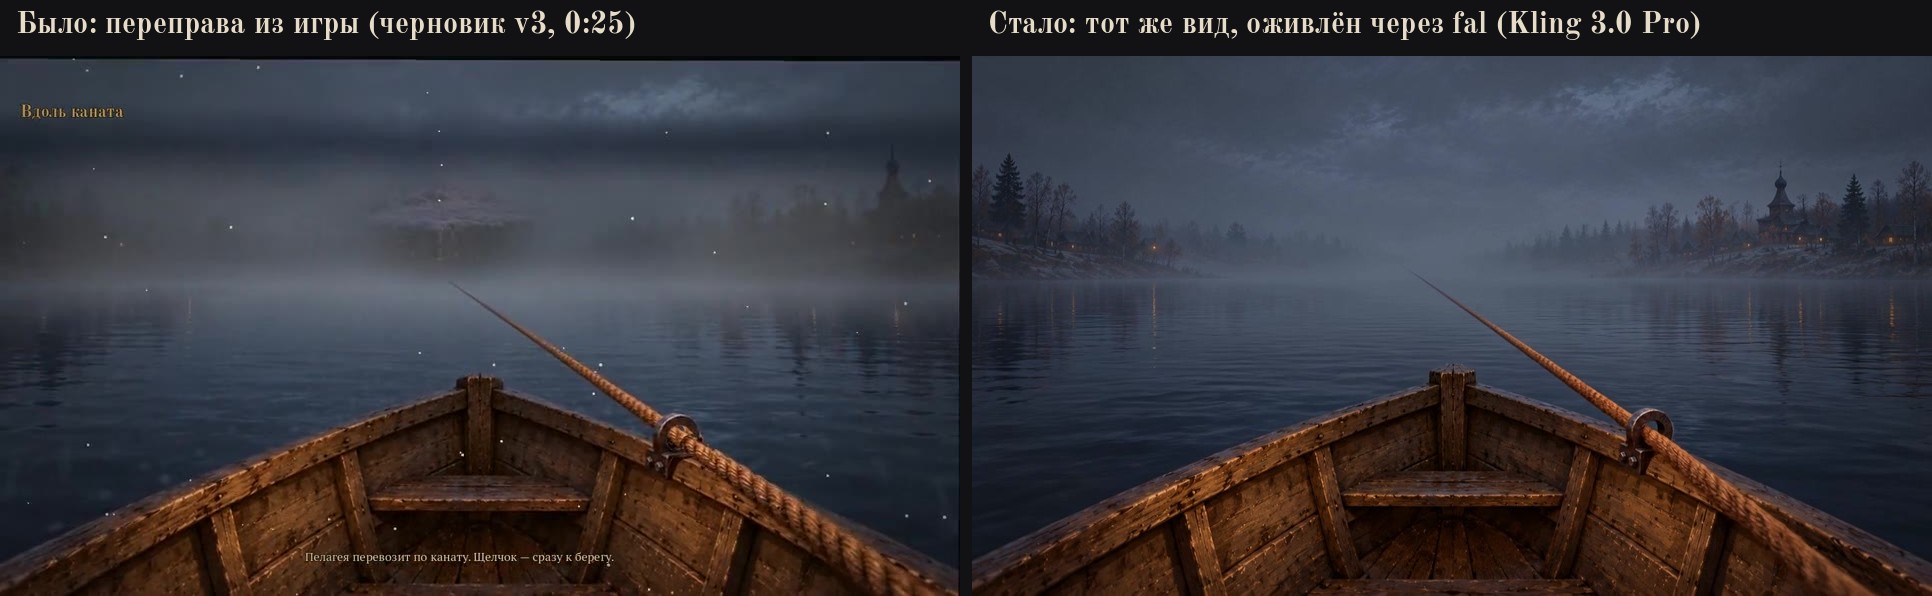 Было: переправа из игры (черновик v3, 0:25)
Стало: тот же вид, оживлён через fal (Kling 3.0 Pro)
Вдоль каната
Пелагея перевозит по канату. Щелчок — сразу к берегу.